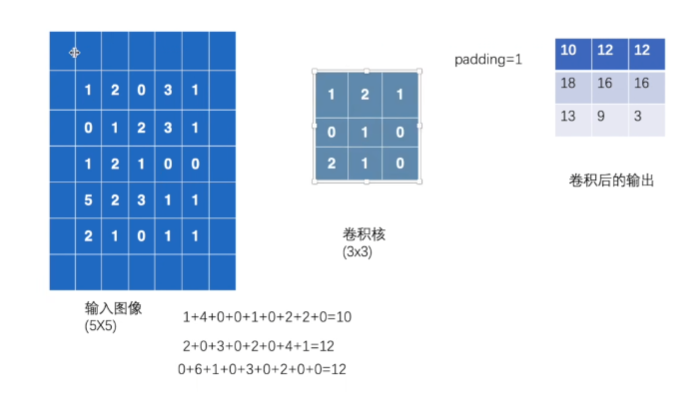 1 2 0 3 1
0 1 2 3 1
1 2 1 0 0
5 2 3 1 1
2 1 0 1 1
输入图像
(5X5)
1 2 1
0 1 0
2 1 0
卷积核
(3x3)
padding=1
10 12 12
18 16 16
13 9 3
卷积后的输出
1+4+0+0+1+0+2+2+0=10
2+0+3+0+2+0+4+1=12
0+6+1+0+3+0+2+0+0=12